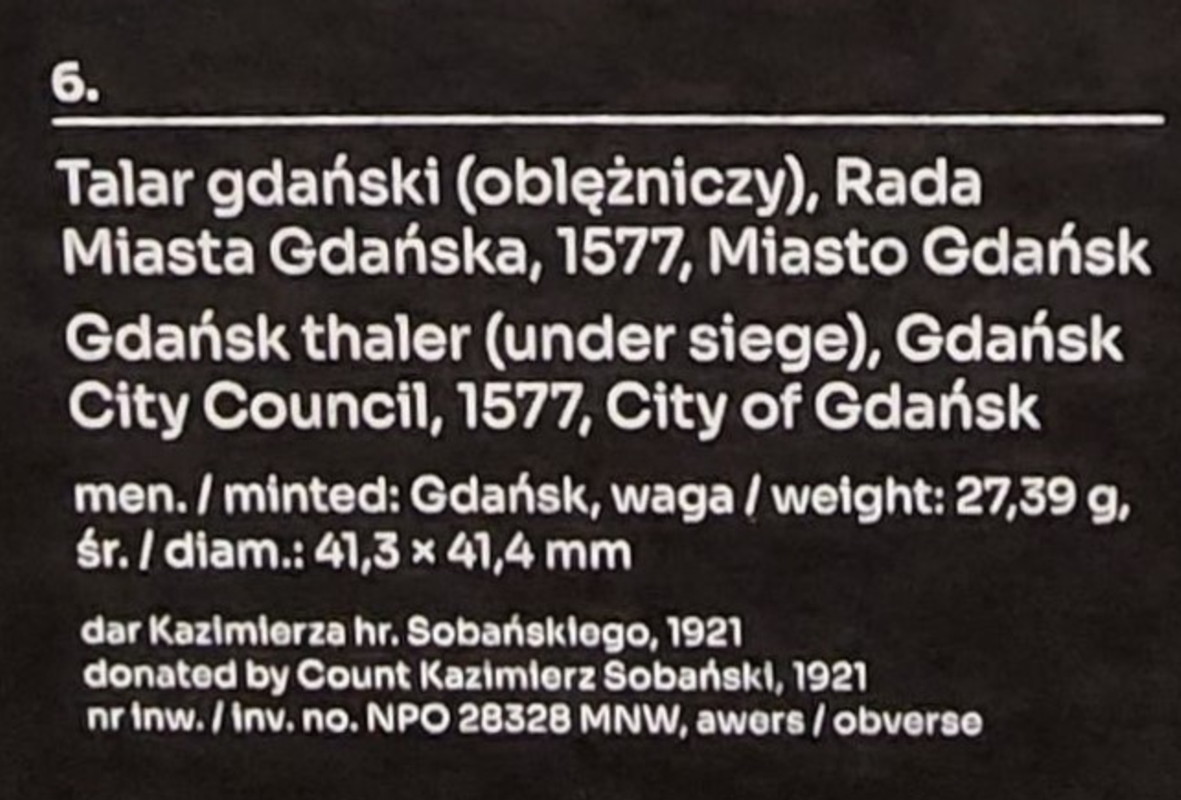 6.
Talar gdański (oblężniczy), Rada
Miasta Gdańska, 1577, Miasto Gdańsk
Gdańsk thaler (under siege), Gdańsk
City Council, 1577, City of Gdańsk
men. / minted: Gdańsk, waga / weight: 27,39 g,
śr. / diam.: 41,3 × 41,4 mm
dar Kazimierza hr. Sobańskiego, 1921
donated by Count Kazimierz Sobański, 1921
nr inw. / inv. no. NPO 28328 MNW, awers / obverse